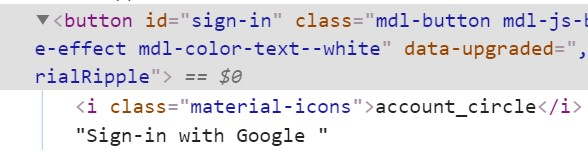 ▼<button id="sign-in" class="mdl-button mdl-js-b
e-effect mdl-color-text--white" data-upgraded=",
rialRipple"> == $0
<i class="material-icons">account_circle</i>
"Sign-in with Google "